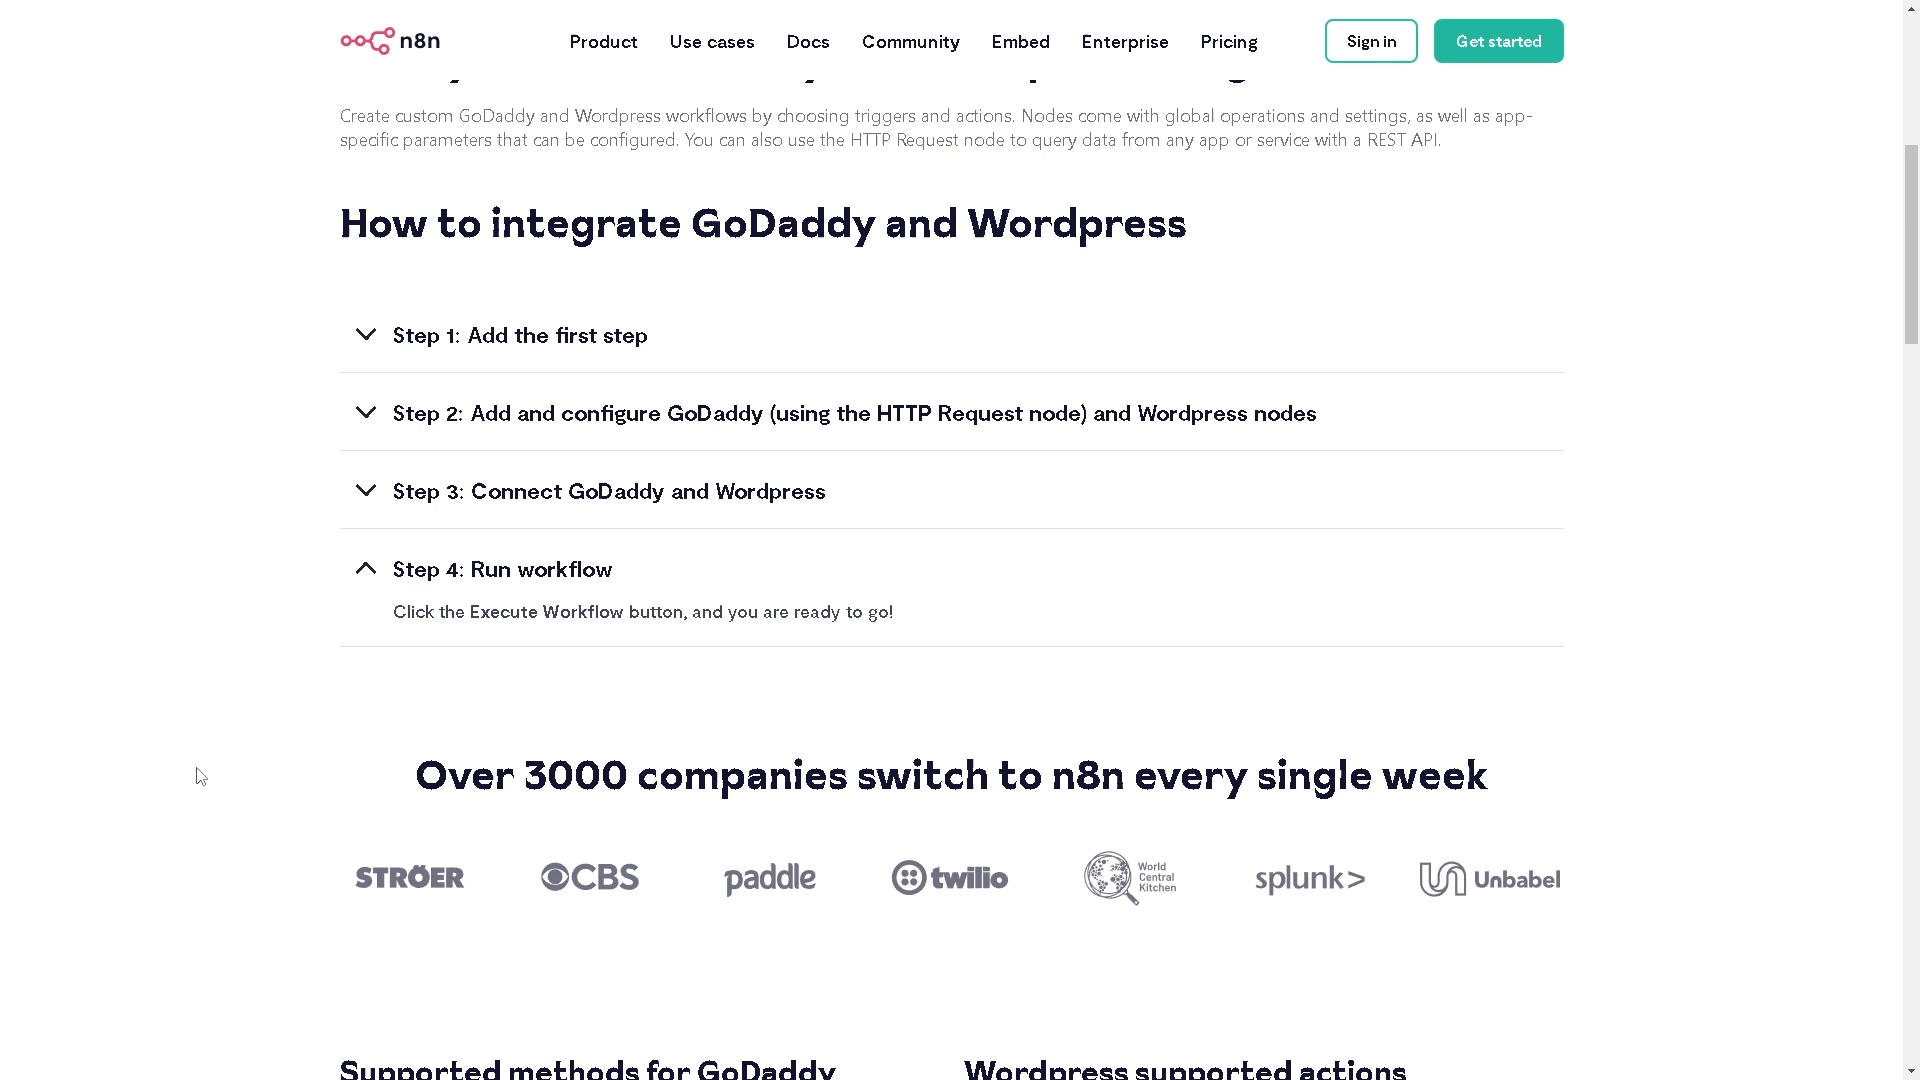 n8n
Product
Use cases
Docs
Community
Embed
Enterprise
Pricing
Sign in
Get started
Create custom GoDaddy and Wordpress workflows by choosing triggers and actions. Nodes come with global operations and settings, as well as app-
specific parameters that can be configured. You can also use the HTTP Request node to query data from any app or service with a REST API.
How to integrate GoDaddy and Wordpress
Step 1: Add the first step
Step 2: Add and configure GoDaddy (using the HTTP Request node) and Wordpress nodes
Step 3: Connect GoDaddy and Wordpress
Step 4: Run workflow
Click the Execute Workflow button, and you are ready to go!
Over 3000 companies switch to n8n every single week
STRÖER
CBS
paddle
twilio
World
Central
Kitchen
splunk>
Unbabel
Supported methods for GoDaddy
Wordpress supported actions